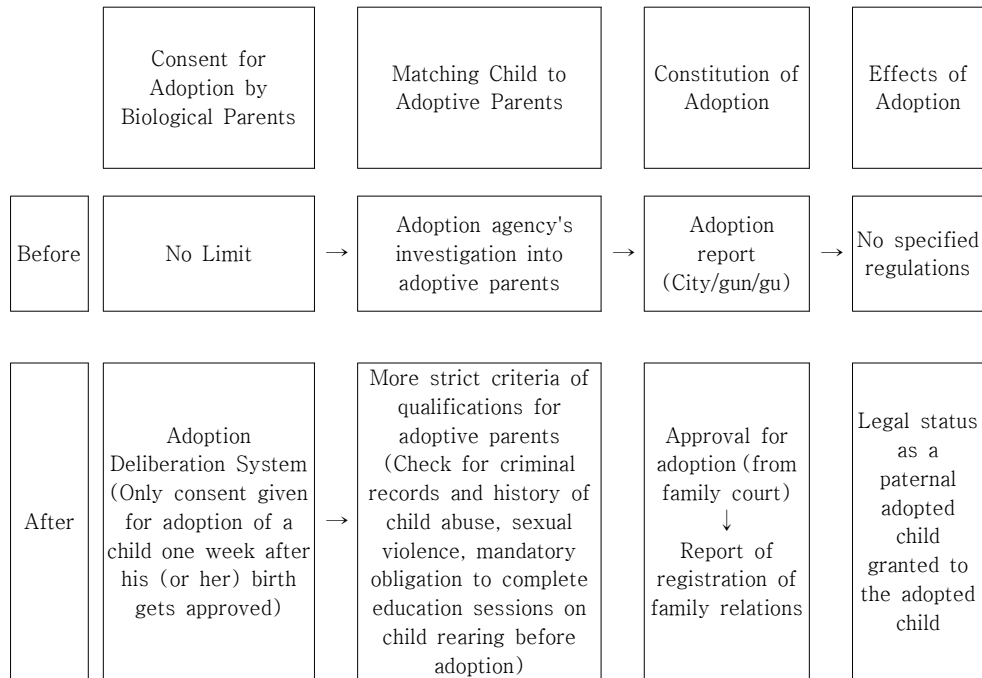 Consent for
Adoption by
Biological Parents
Matching Child to
Adoptive Parents
Constitution of
Adoption
Effects of
Adoption
Before
No Limit
→
Adoption agency's
investigation into
adoptive parents
→
Adoption
report
(City/gun/gu)
→
No specified
regulations
After
Adoption
Deliberation System
(Only consent given
for adoption of a
child one week after
his (or her) birth
gets approved)
→
More strict criteria of
qualifications for
adoptive parents
(Check for criminal
records and history of
child abuse, sexual
violence, mandatory
obligation to complete
education sessions on
child rearing before
adoption)
Approval for
adoption (from
family court)
↓
Report of
registration of
family relations
Legal status
as a
paternal
adopted
child
granted to
the adopted
child